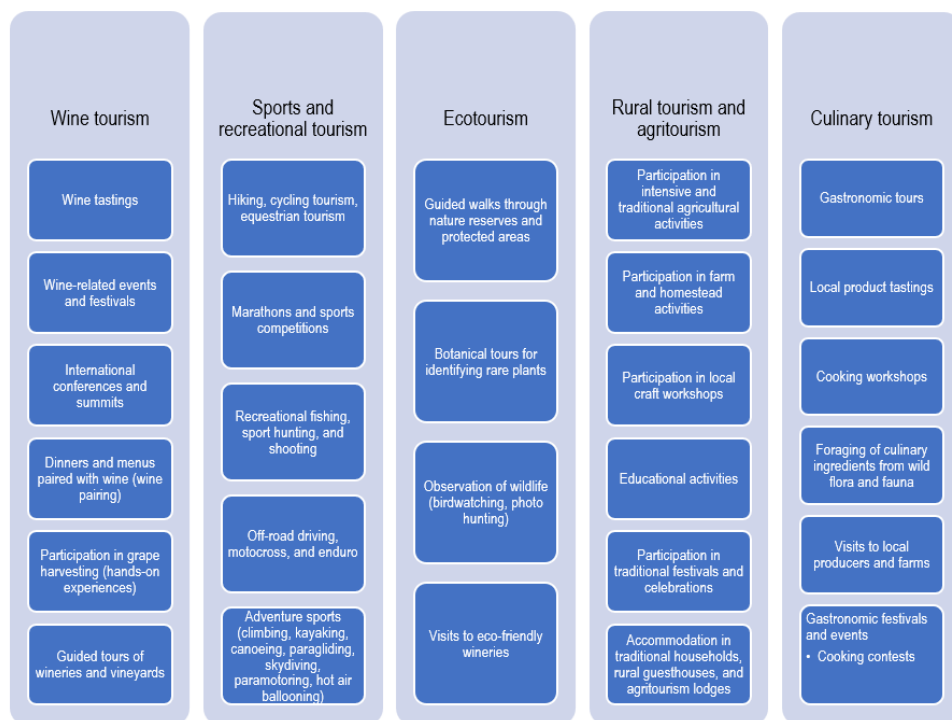 Wine tourism
Wine tastings
Wine-related events
and festivals
International
conferences and
summits
Dinners and menus
paired with wine (wine
pairing)
Participation in grape
harvesting (hands-on
experiences)
Guided tours of
wineries and vineyards
Sports and
recreational tourism
Hiking, cycling tourism,
equestrian tourism
Marathons and sports
competitions
Recreational fishing,
sport hunting, and
shooting
Off-road driving,
motocross, and enduro
Adventure sports
(climbing, kayaking,
canoeing, paragliding,
skydiving,
paramotoring, hot air
ballooning)
Ecotourism
Guided walks through
nature reserves and
protected areas
Botanical tours for
identifying rare plants
Observation of wildlife
(birdwatching, photo
hunting)
Visits to eco-friendly
wineries
Rural tourism and
agritourism
Participation in
intensive and
traditional agricultural
activities
Participation in farm
and homestead
activities
Participation in local
craft workshops
Educational activities
Participation in
traditional festivals and
celebrations
Accommodation in
traditional households,
rural guesthouses, and
agritourism lodges
Culinary tourism
Gastronomic tours
Local product tastings
Cooking workshops
Foraging of culinary
ingredients from wild
flora and fauna
Visits to local
producers and farms
Gastronomic festivals
and events
• Cooking contests